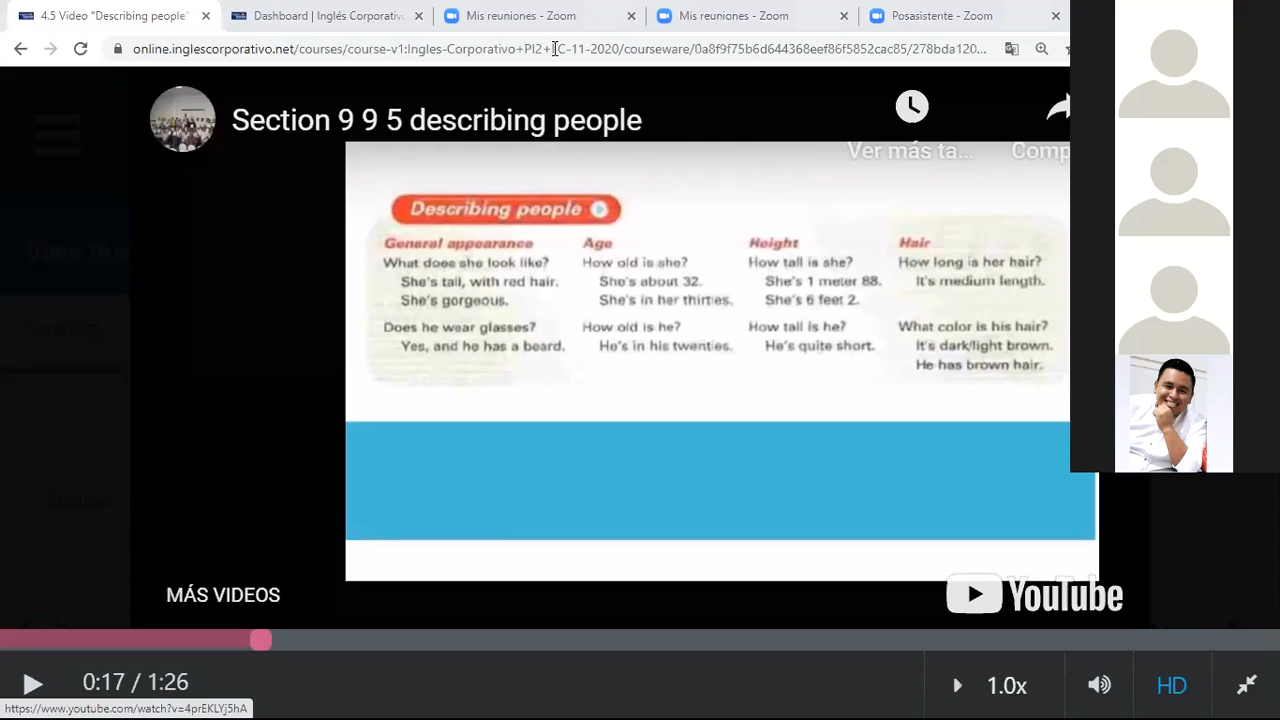 4.5 Video "Describing people"
Dashboard | Inglés Corporativo
Mis reuniones - Zoom
Mis reuniones - Zoom
Posasistente - Zoom
online.inglescorporativo.net/courses/course-v1:Ingles-Corporativo+PI2+
Section 9 9 5 describing people
Ver más ta...
Comp
Describing people
General appearance
What does she look like?
She's tall, with red hair.
She's gorgeous.
Does he wear glasses?
Yes, and he has a beard.
Age
How old is she?
She's about 32.
She's in her thirties.
How old is he?
He's in his twenties.
Height
How tall is she?
She's 1 meter 88.
She's 6 feet 2.
How tall is he?
He's quite short.
Hair
How long is her hair?
It's medium length.
What color is his hair?
It's dark/light brown.
He has brown hair.
MÁS VIDEOS
YouTube
0:17 / 1:26
1.0x
HD
https://www.youtube.com/watch?v=4prEKLYj5hA